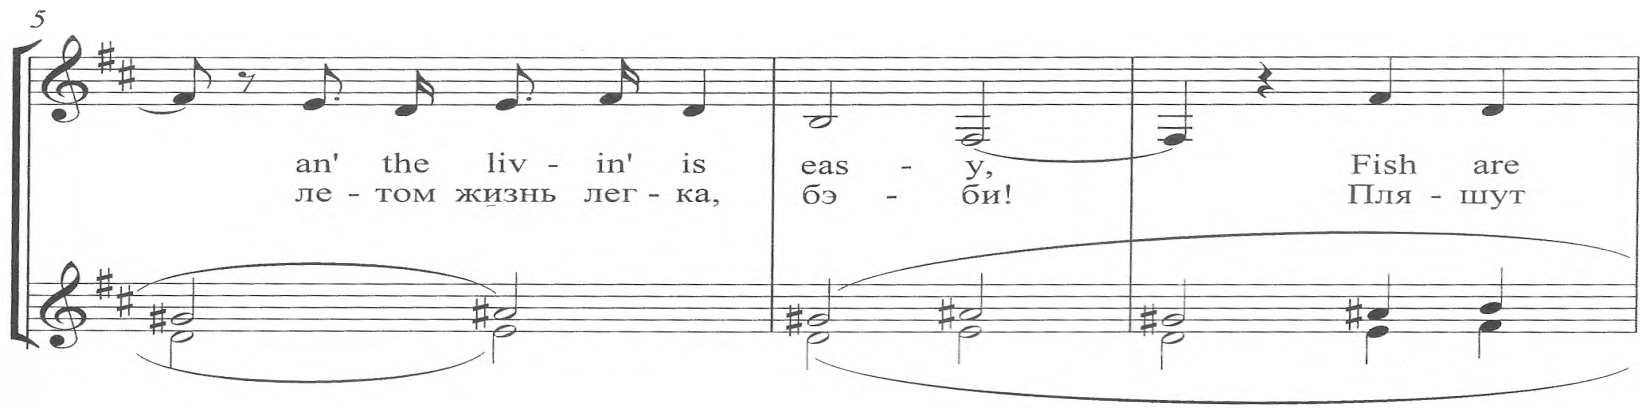 5
an' the liv - in' is eas - y, Fish are
ле - том жизнь лег - ка, бэ - би! Пля - шут